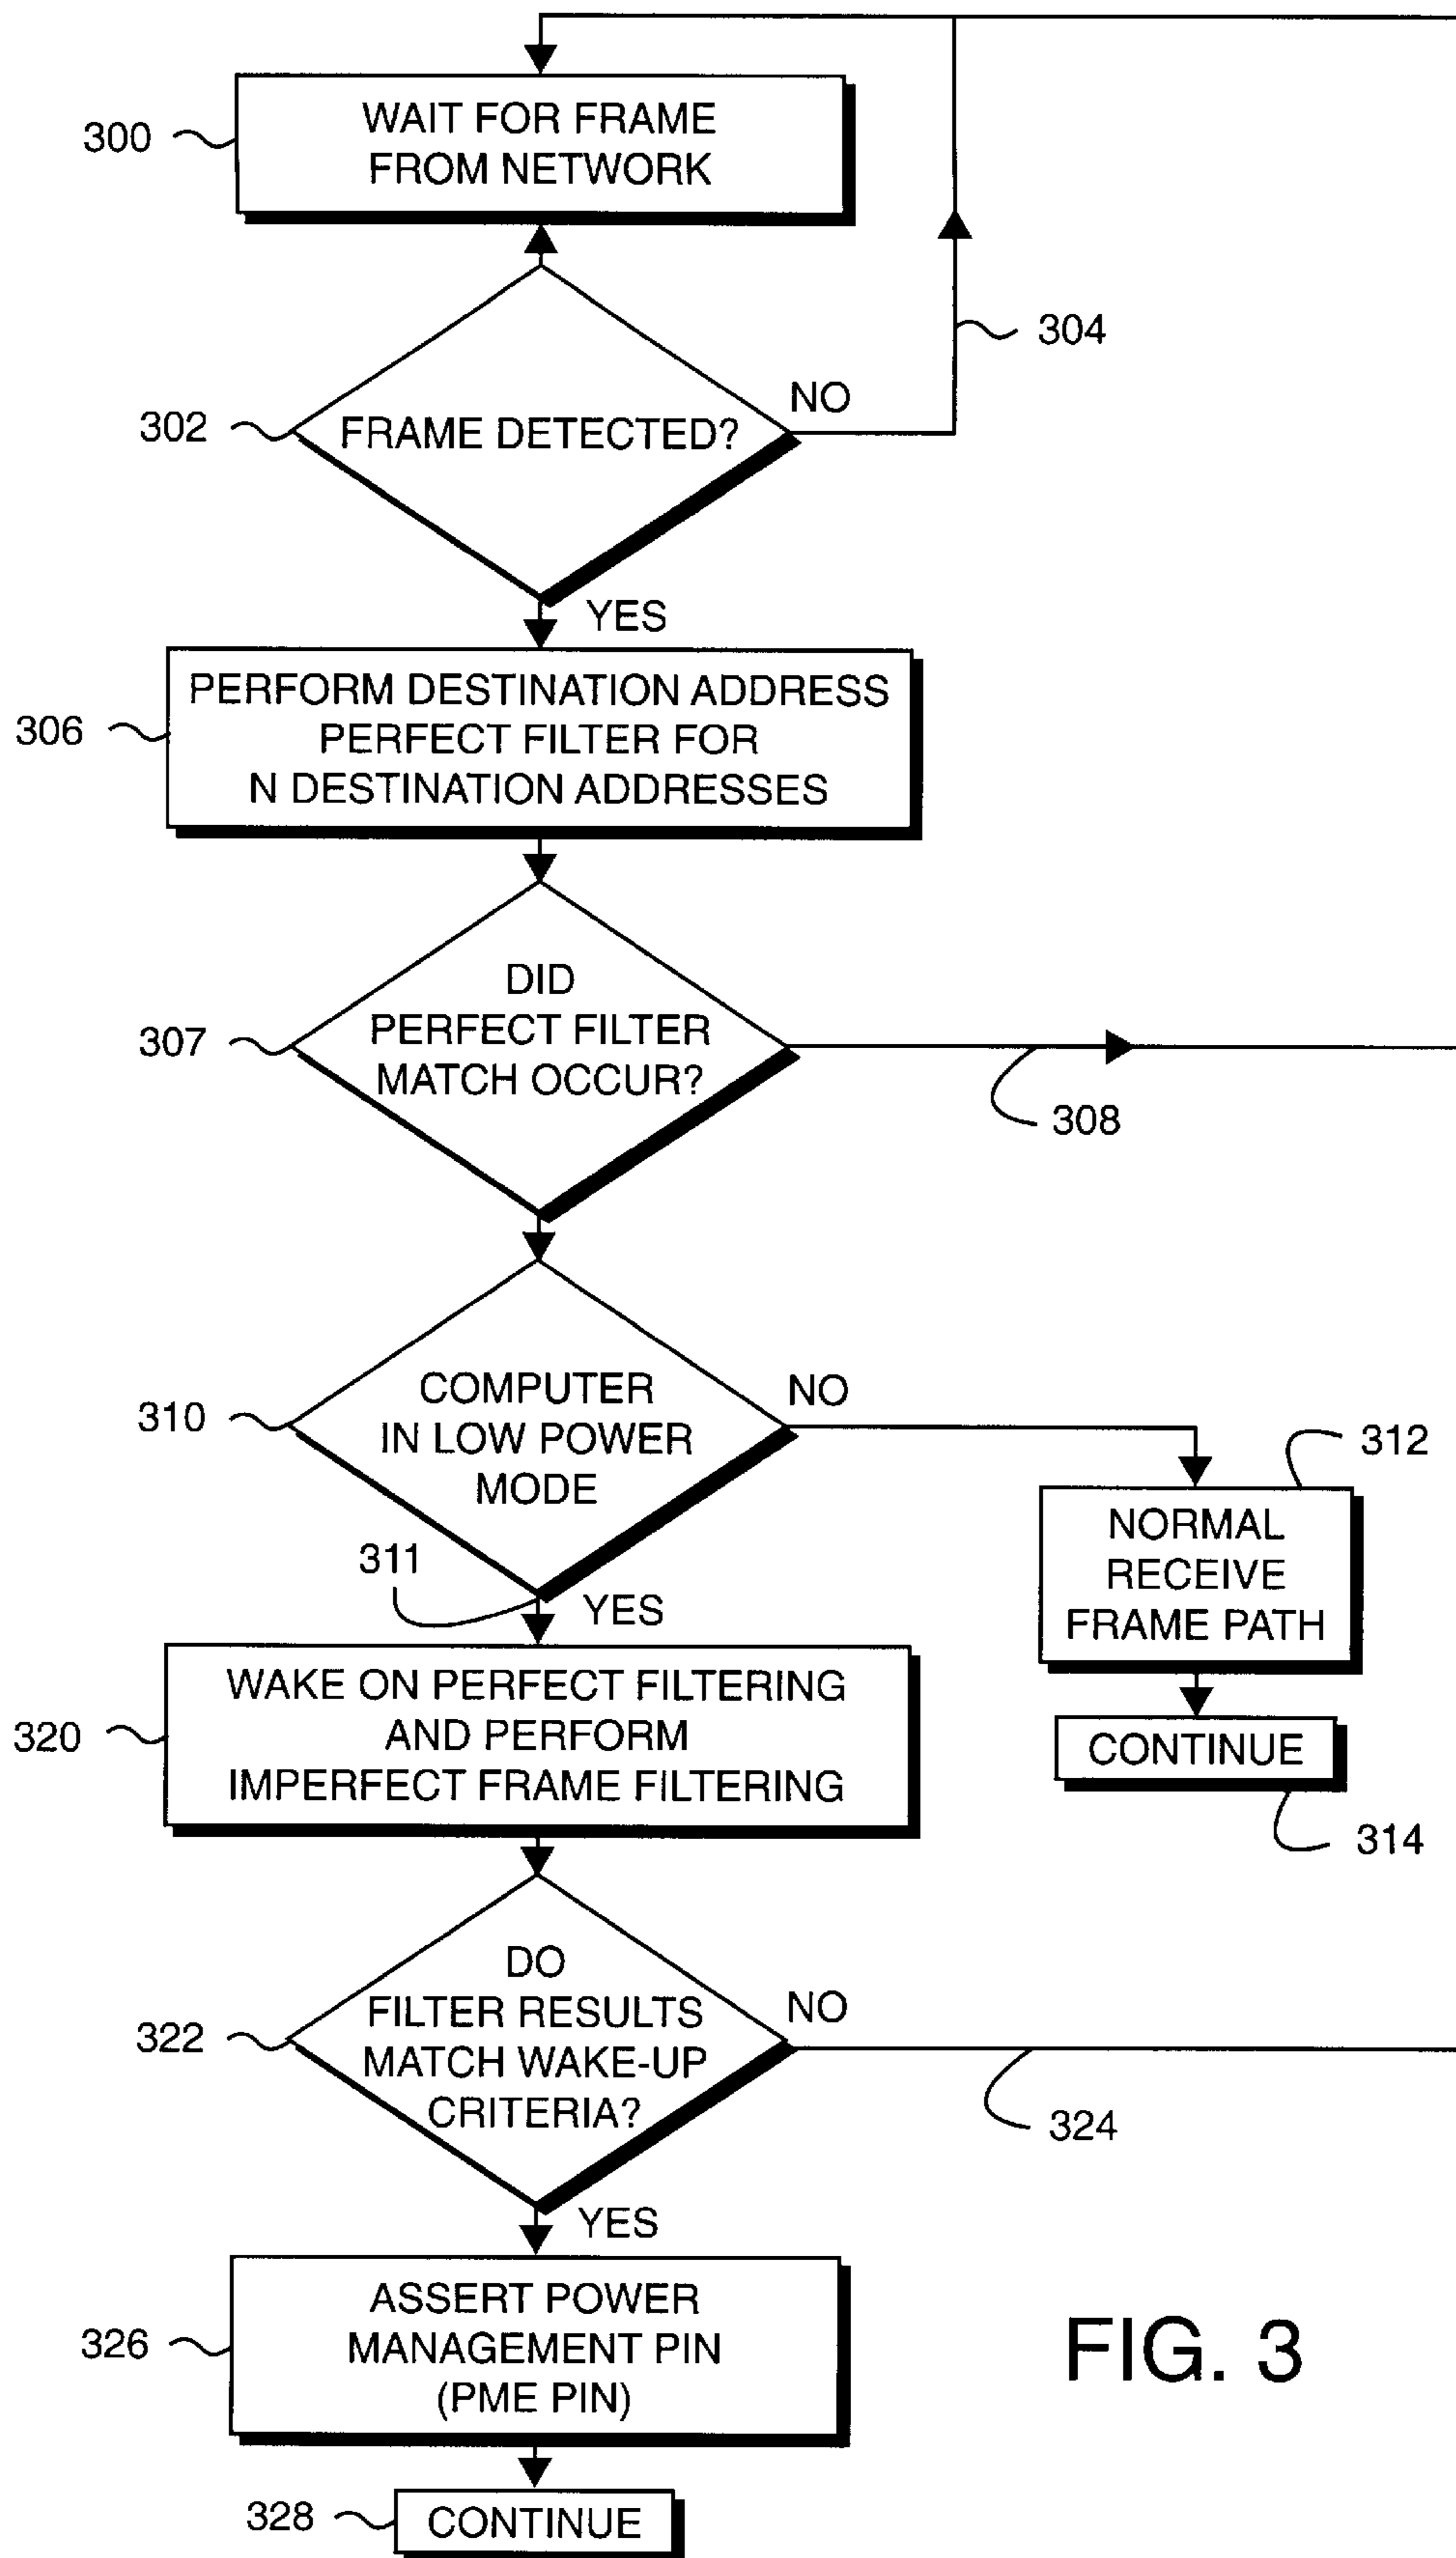 300
WAIT FOR FRAME
FROM NETWORK
304
302
FRAME DETECTED?
NO
YES
306
PERFORM DESTINATION ADDRESS
PERFECT FILTER FOR
N DESTINATION ADDRESSES
307
DID
PERFECT FILTER
MATCH OCCUR?
308
310
COMPUTER
IN LOW POWER
MODE
NO
312
NORMAL
RECEIVE
FRAME PATH
311
YES
320
WAKE ON PERFECT FILTERING
AND PERFORM
IMPERFECT FRAME FILTERING
CONTINUE
314
322
DO
FILTER RESULTS
MATCH WAKE-UP
CRITERIA?
NO
324
YES
326
ASSERT POWER
MANAGEMENT PIN
(PME PIN)
FIG. 3
328
CONTINUE